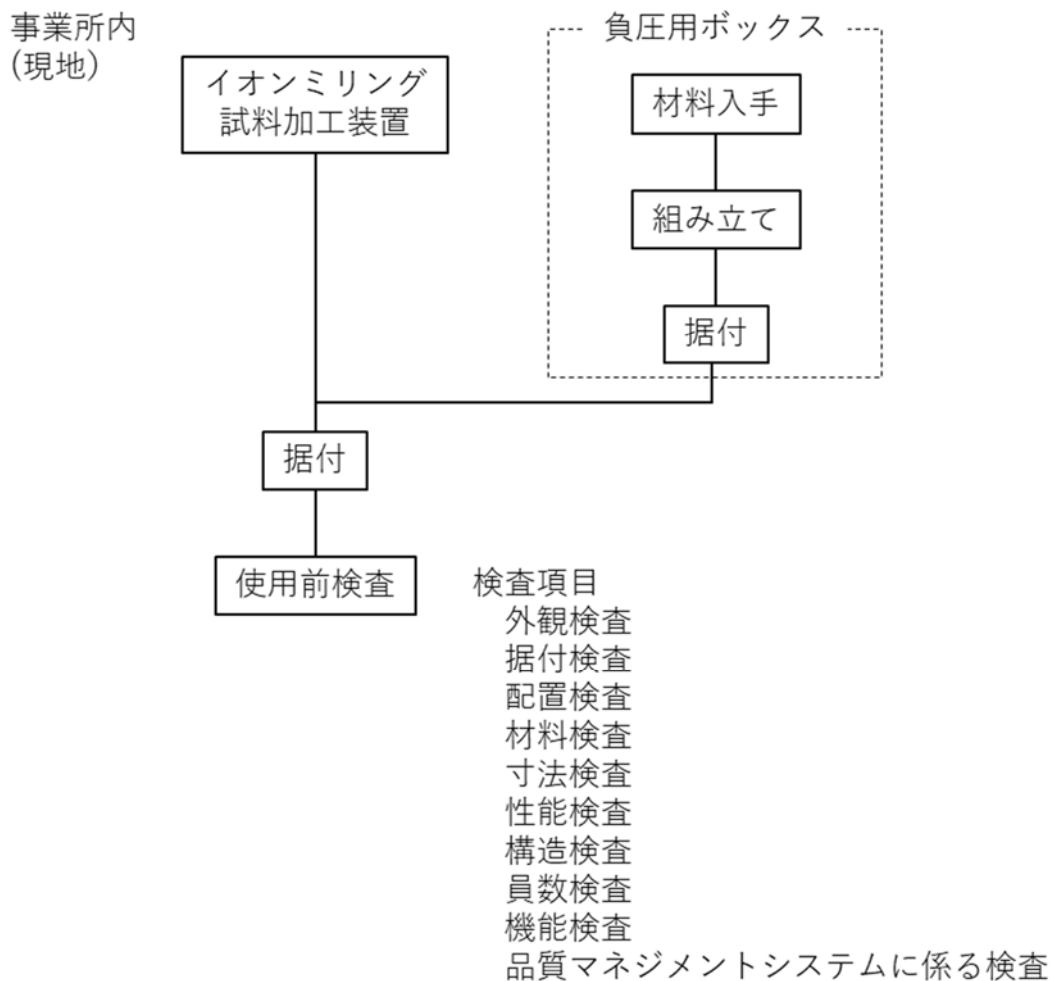 事業所内
(現地)
イオンミリング
試料加工装置
負圧用ボックス
材料入手
組み立て
据付
据付
使用前検査
検査項目
外観検査
据付検査
配置検査
材料検査
寸法検査
性能検査
構造検査
員数検査
機能検査
品質マネジメントシステムに係る検査